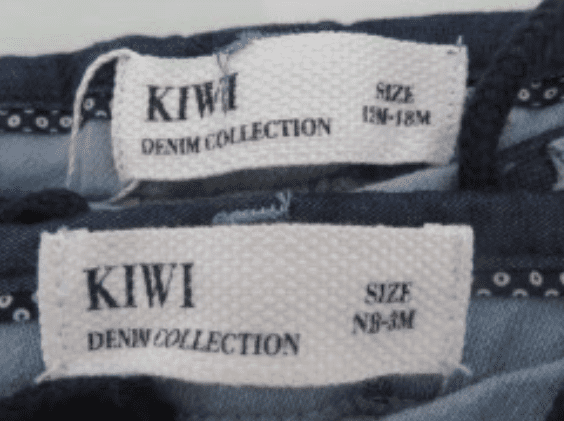 KIWI
DENIM COLLECTION
SIZE
12M-18M
KIWI
DENIM COLLECTION
SIZE
NB-3M